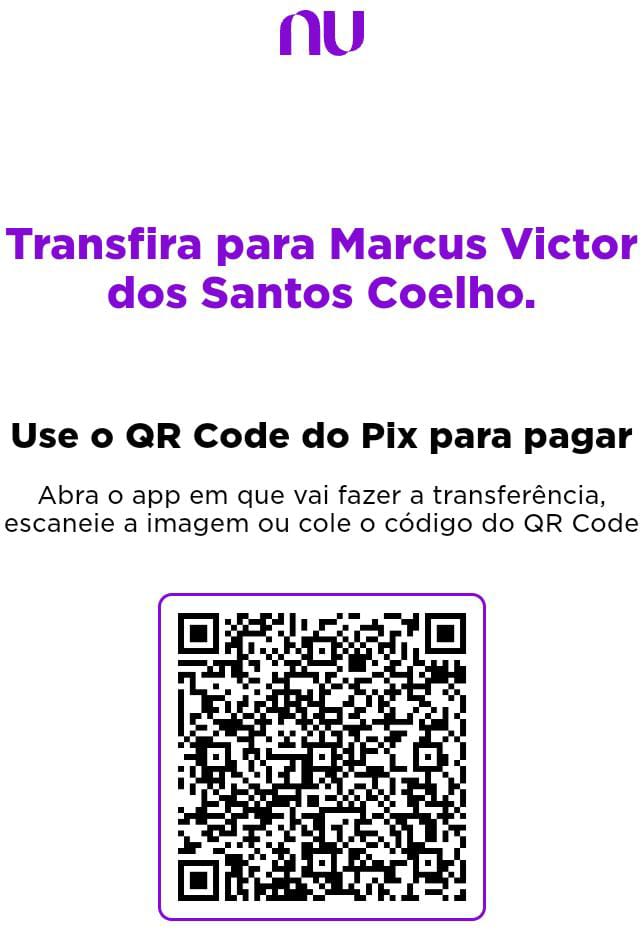 nu
Transfira para Marcus Victor
dos Santos Coelho.
Use o QR Code do Pix para pagar
Abra o app em que vai fazer a transferência,
escaneie a imagem ou cole o código do QR Code